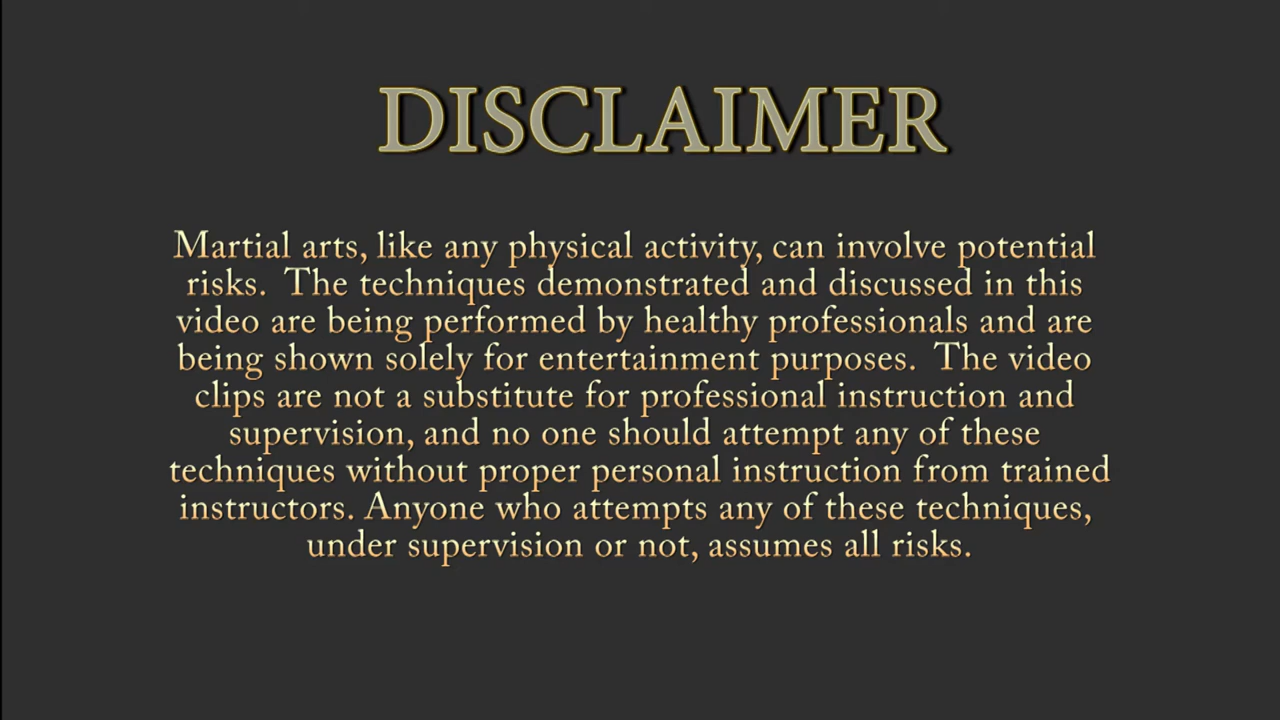 DISCLAIMER
Martial arts, like any physical activity, can involve potential
risks.  The techniques demonstrated and discussed in this
video are being performed by healthy professionals and are
being shown solely for entertainment purposes.  The video
clips are not a substitute for professional instruction and
supervision, and no one should attempt any of these
techniques without proper personal instruction from trained
instructors. Anyone who attempts any of these techniques,
under supervision or not, assumes all risks.